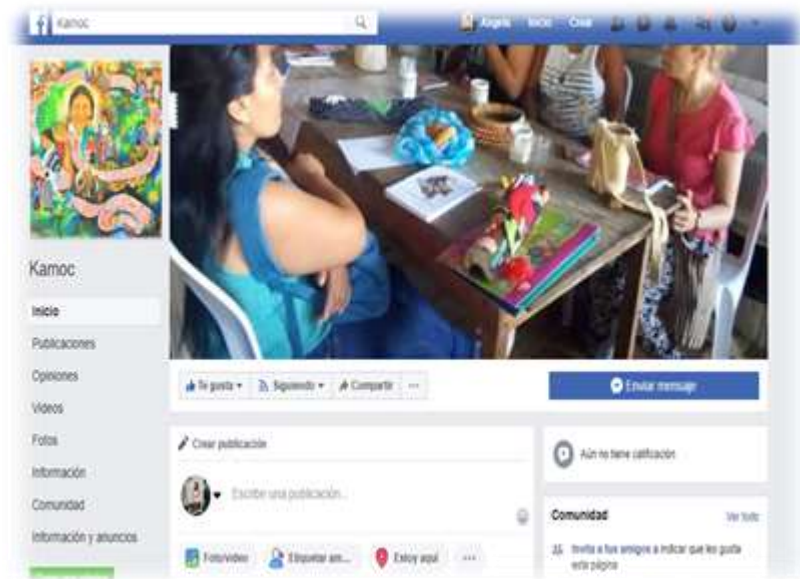 Kamoc
Angela Inicio Crear
Kamoc
Inicio
Publicaciones
Opiniones
Videos
Fotos
Información
Comunidad
Información y anuncios
Te gusta Siguiendo Compartir ...
Enviar mensaje
Crear publicación
Escribe una publicación...
Foto/video Etiquetar am... Estoy aquí ...
Aún no tiene calificación
Comunidad Ver todo
Invita a tus amigos a indicar que les gusta
esta página